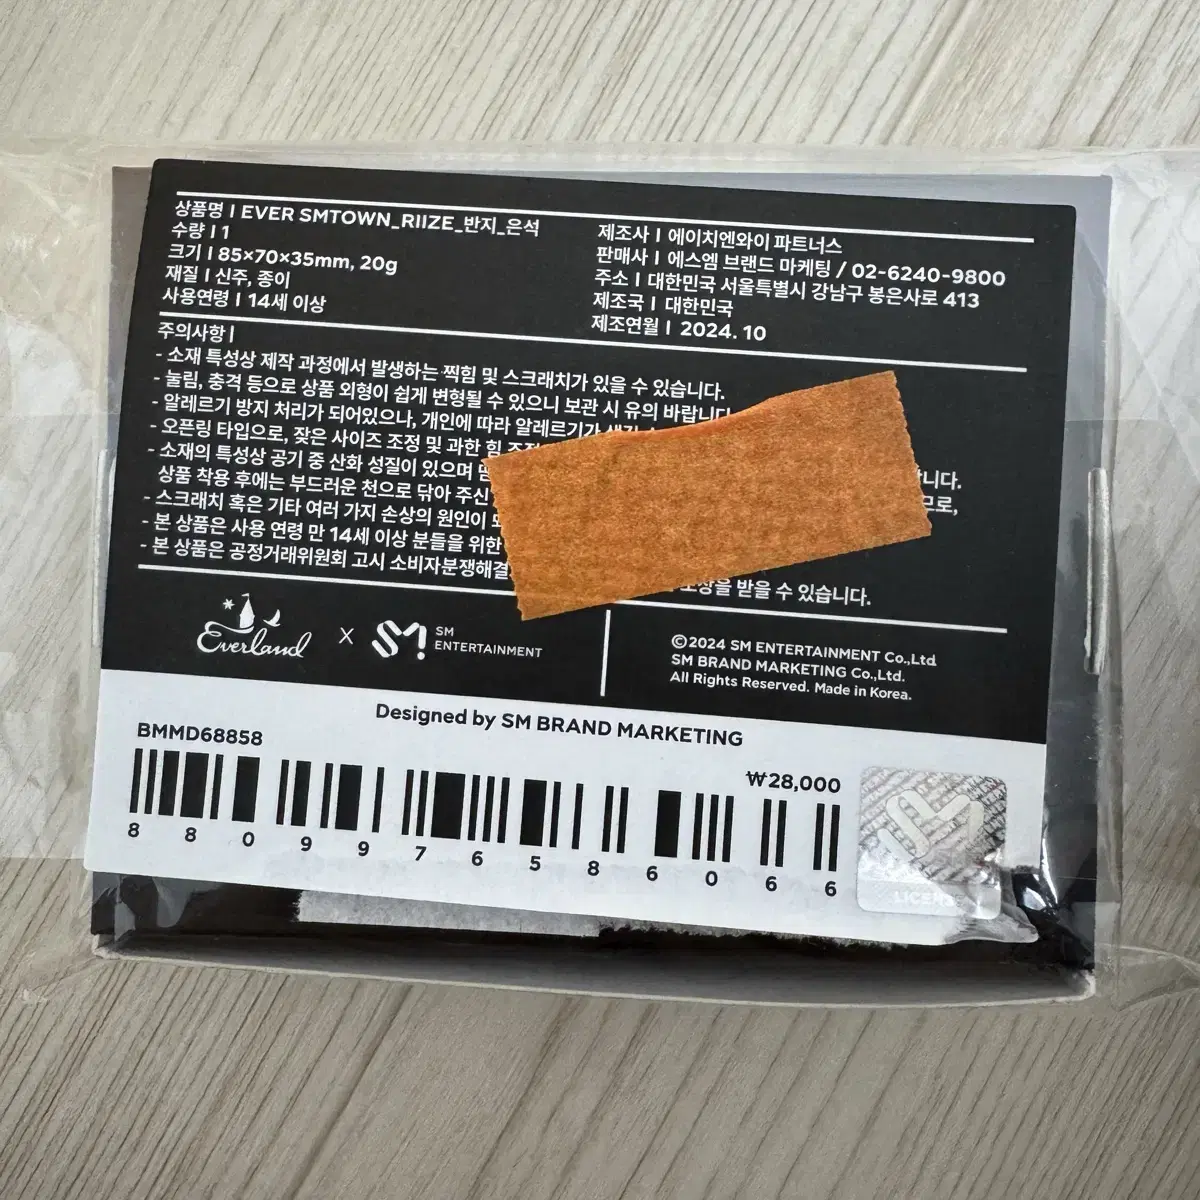 상품명 | EVER SMTOWN_RIIZE_반지_은석
수량 | 1
크기 | 85×70×35mm, 20g
재질 | 신주, 종이
사용연령 | 14세 이상
제조사 | 에이치엔와이 파트너스
판매사 | 에스엠 브랜드 마케팅 / 02-6240-9800
주소 | 대한민국 서울특별시 강남구 봉은사로 413
제조국 | 대한민국
제조연월 | 2024. 10
주의사항 |
- 소재 특성상 제작 과정에서 발생하는 찍힘 및 스크래치가 있을 수 있습니다.
- 눌림, 충격 등으로 상품 외형이 쉽게 변형될 수 있으니 보관 시 유의 바랍니다
- 알레르기 방지 처리가 되어있으나, 개인에 따라 알레르기가
- 오픈링 타입으로, 잦은 사이즈 조정 및 과한 힘 니다.
- 소재의 특성상 공기 중 산화 성질이 있으며 므로,
상품 착용 후에는 부드러운 천으로 닦아 주신
- 스크래치 혹은 기타 여러 가지 손상의 원인이
- 본 상품은 사용 연령 만 14세 이상 분들을 위한
- 본 상품은 공정거래위원회 고시 소비자분쟁해결 보상을 받을 수 있습니다.
Everland X SM ENTERTAINMENT
©2024 SM ENTERTAINMENT Co.,Ltd
SM BRAND MARKETING Co.,Ltd.
All Rights Reserved. Made in Korea.
Designed by SM BRAND MARKETING
BMMD68858
₩28,000
8809976586066
LICENSE